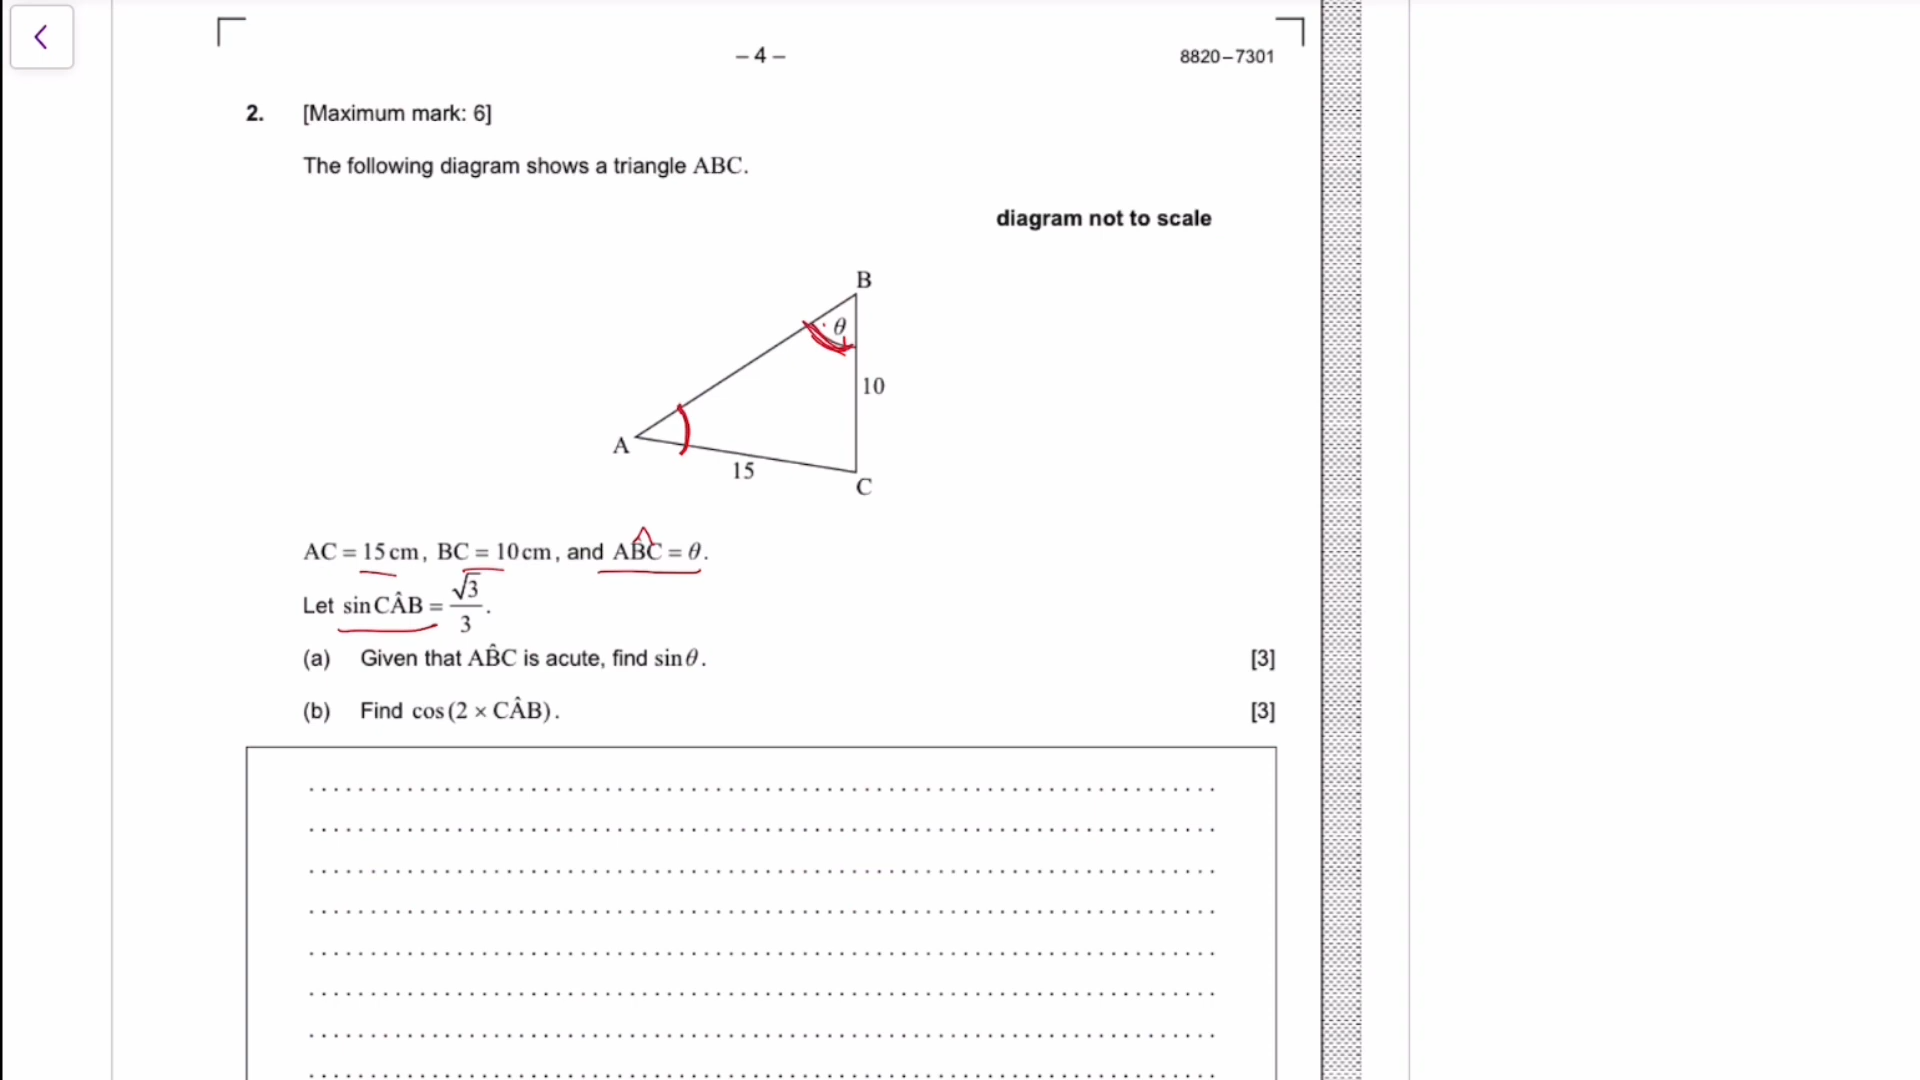 – 4 –
8820–7301
2. [Maximum mark: 6]
The following diagram shows a triangle ABC.
diagram not to scale
B
θ
10
A
15
C
AC = 15 cm, BC = 10 cm, and AB̂C = θ.
Let sin CÂB = √3/3.
(a) Given that AB̂C is acute, find sin θ. [3]
(b) Find cos (2 × CÂB). [3]